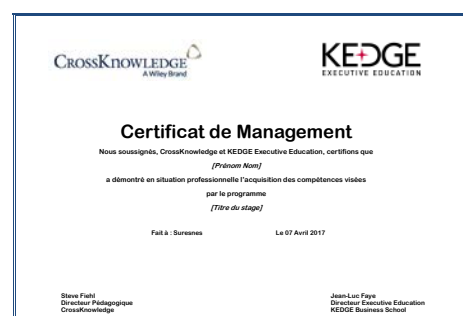 CROSSKNOWLEDGE
A Wiley Brand
KEDGE
EXECUTIVE EDUCATION
Certificat de Management
Nous soussignés, CrossKnowledge et KEDGE Executive Education, certifions que
[Prénom Nom]
a démontré en situation professionnelle l'acquisition des compétences visées
par le programme
[Titre du stage]
Fait à : Suresnes Le 07 Avril 2017
Steve Fiehl
Directeur Pédagogique
CrossKnowledge
Jean-Luc Faye
Directeur Executive Education
KEDGE Business School